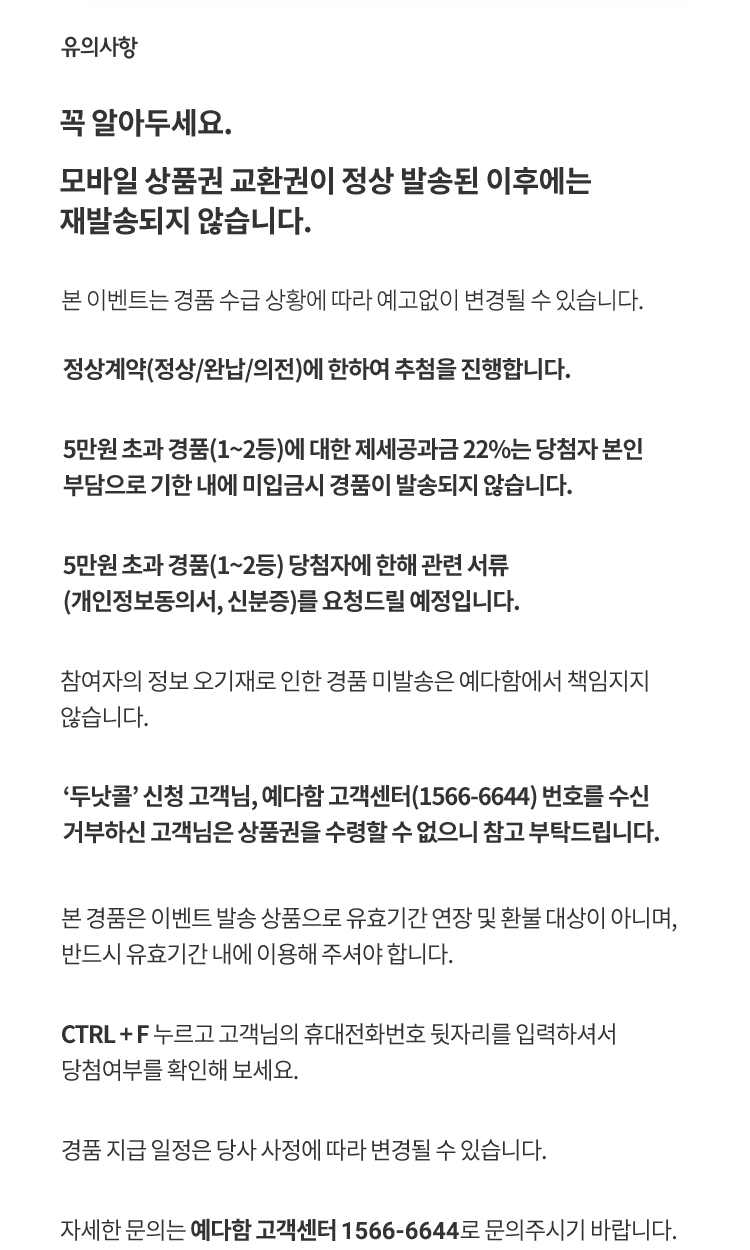 유의사항
꼭 알아두세요.
모바일 상품권 교환권이 정상 발송된 이후에는
재발송되지 않습니다.
본 이벤트는 경품 수급 상황에 따라 예고없이 변경될 수 있습니다.
정상계약(정상/완납/의전)에 한하여 추첨을 진행합니다.
5만원 초과 경품(1~2등)에 대한 제세공과금 22%는 당첨자 본인
부담으로 기한 내에 미입금시 경품이 발송되지 않습니다.
5만원 초과 경품(1~2등) 당첨자에 한해 관련 서류
(개인정보동의서, 신분증)를 요청드릴 예정입니다.
참여자의 정보 오기재로 인한 경품 미발송은 예다함에서 책임지지
않습니다.
‘두낫콜’ 신청 고객님, 예다함 고객센터(1566-6644) 번호를 수신
거부하신 고객님은 상품권을 수령할 수 없으니 참고 부탁드립니다.
본 경품은 이벤트 발송 상품으로 유효기간 연장 및 환불 대상이 아니며,
반드시 유효기간 내에 이용해 주셔야 합니다.
CTRL + F 누르고 고객님의 휴대전화번호 뒷자리를 입력하셔서
당첨여부를 확인해 보세요.
경품 지급 일정은 당사 사정에 따라 변경될 수 있습니다.
자세한 문의는 예다함 고객센터 1566-6644로 문의주시기 바랍니다.